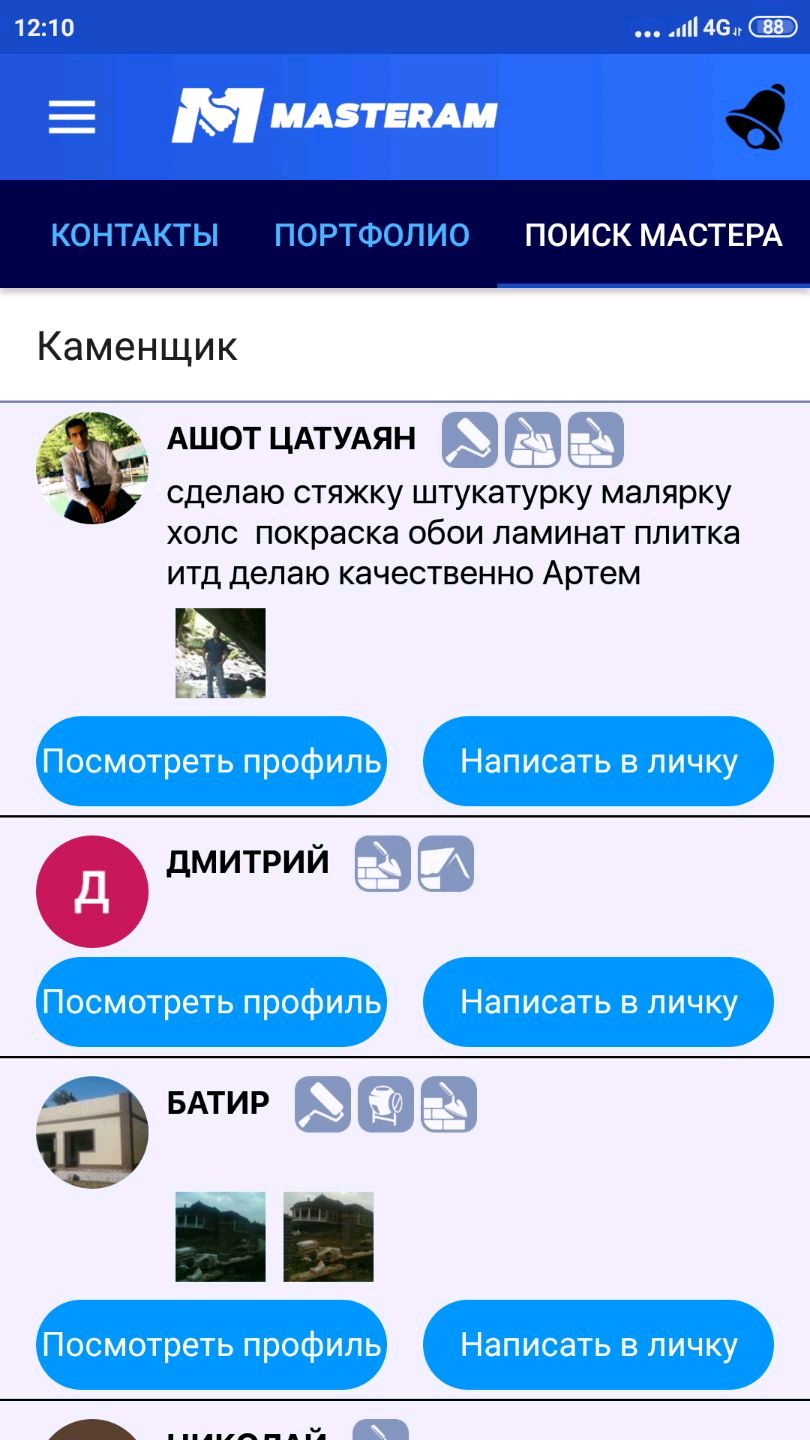 12:10
4G
88
MASTERAM
КОНТАКТЫ
ПОРТФОЛИО
ПОИСК МАСТЕРА
Каменщик
АШОТ ЦАТУАЯН
сделаю стяжку штукатурку малярку
холс покраска обои ламинат плитка
итд делаю качественно Артем
Посмотреть профиль
Написать в личку
Д
ДМИТРИЙ
Посмотреть профиль
Написать в личку
БАТИР
Посмотреть профиль
Написать в личку
НИКОЛАЙ